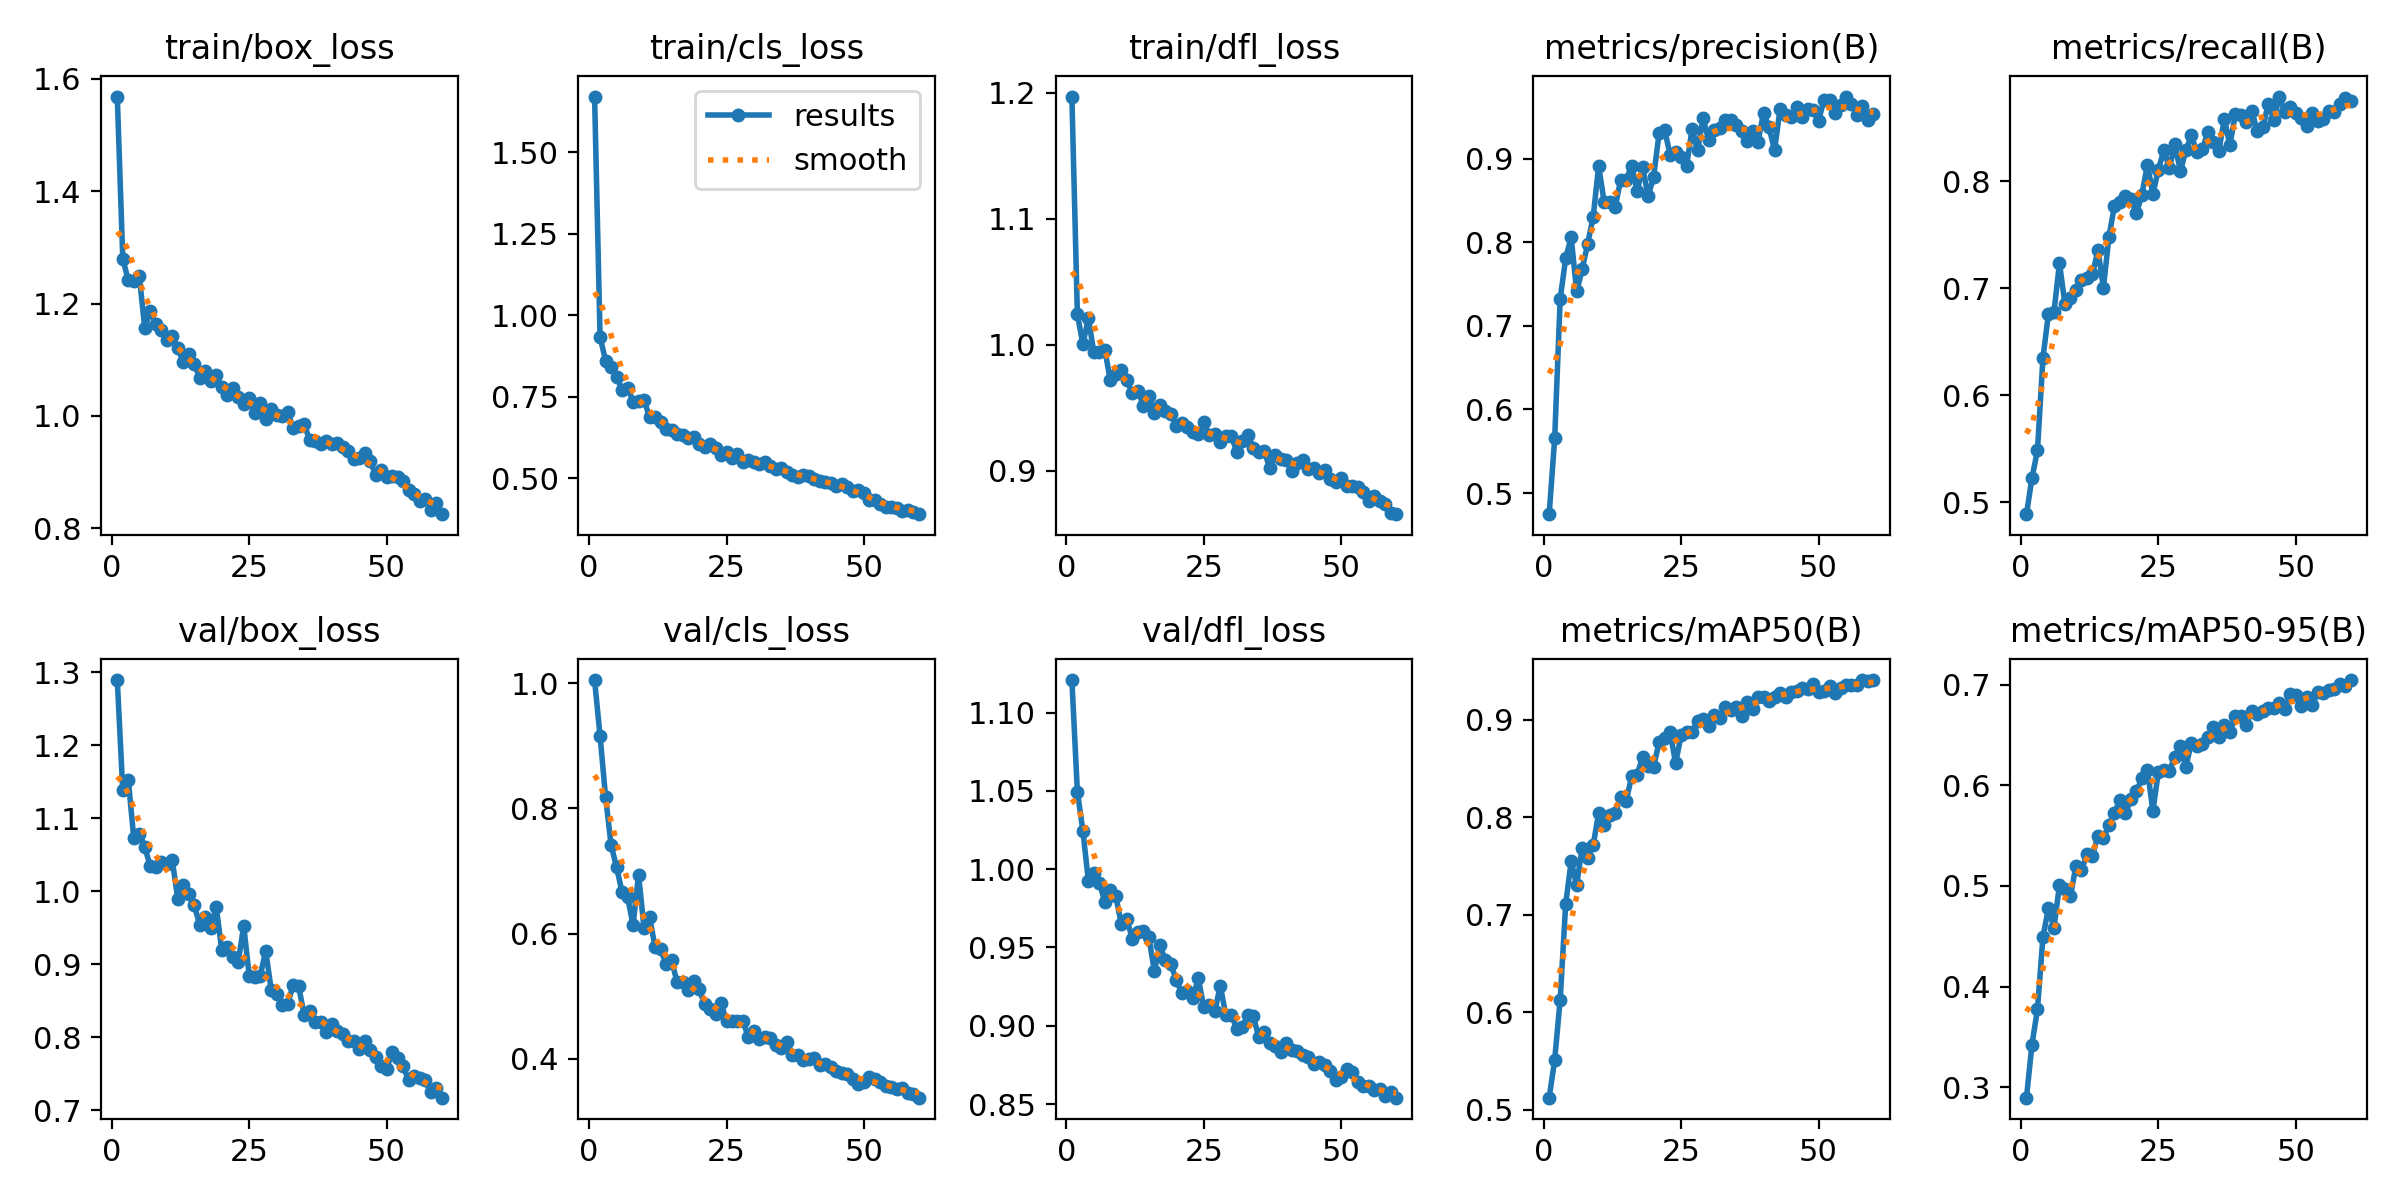 train/box_loss
1.6
1.4
1.2
1.0
0.8
0 25 50
train/cls_loss
results
smooth
1.50
1.25
1.00
0.75
0.50
0 25 50
train/dfl_loss
1.2
1.1
1.0
0.9
0 25 50
metrics/precision(B)
0.9
0.8
0.7
0.6
0.5
0 25 50
metrics/recall(B)
0.8
0.7
0.6
0.5
0 25 50
val/box_loss
1.3
1.2
1.1
1.0
0.9
0.8
0.7
0 25 50
val/cls_loss
1.0
0.8
0.6
0.4
0 25 50
val/dfl_loss
1.10
1.05
1.00
0.95
0.90
0.85
0 25 50
metrics/mAP50(B)
0.9
0.8
0.7
0.6
0.5
0 25 50
metrics/mAP50-95(B)
0.7
0.6
0.5
0.4
0.3
0 25 50